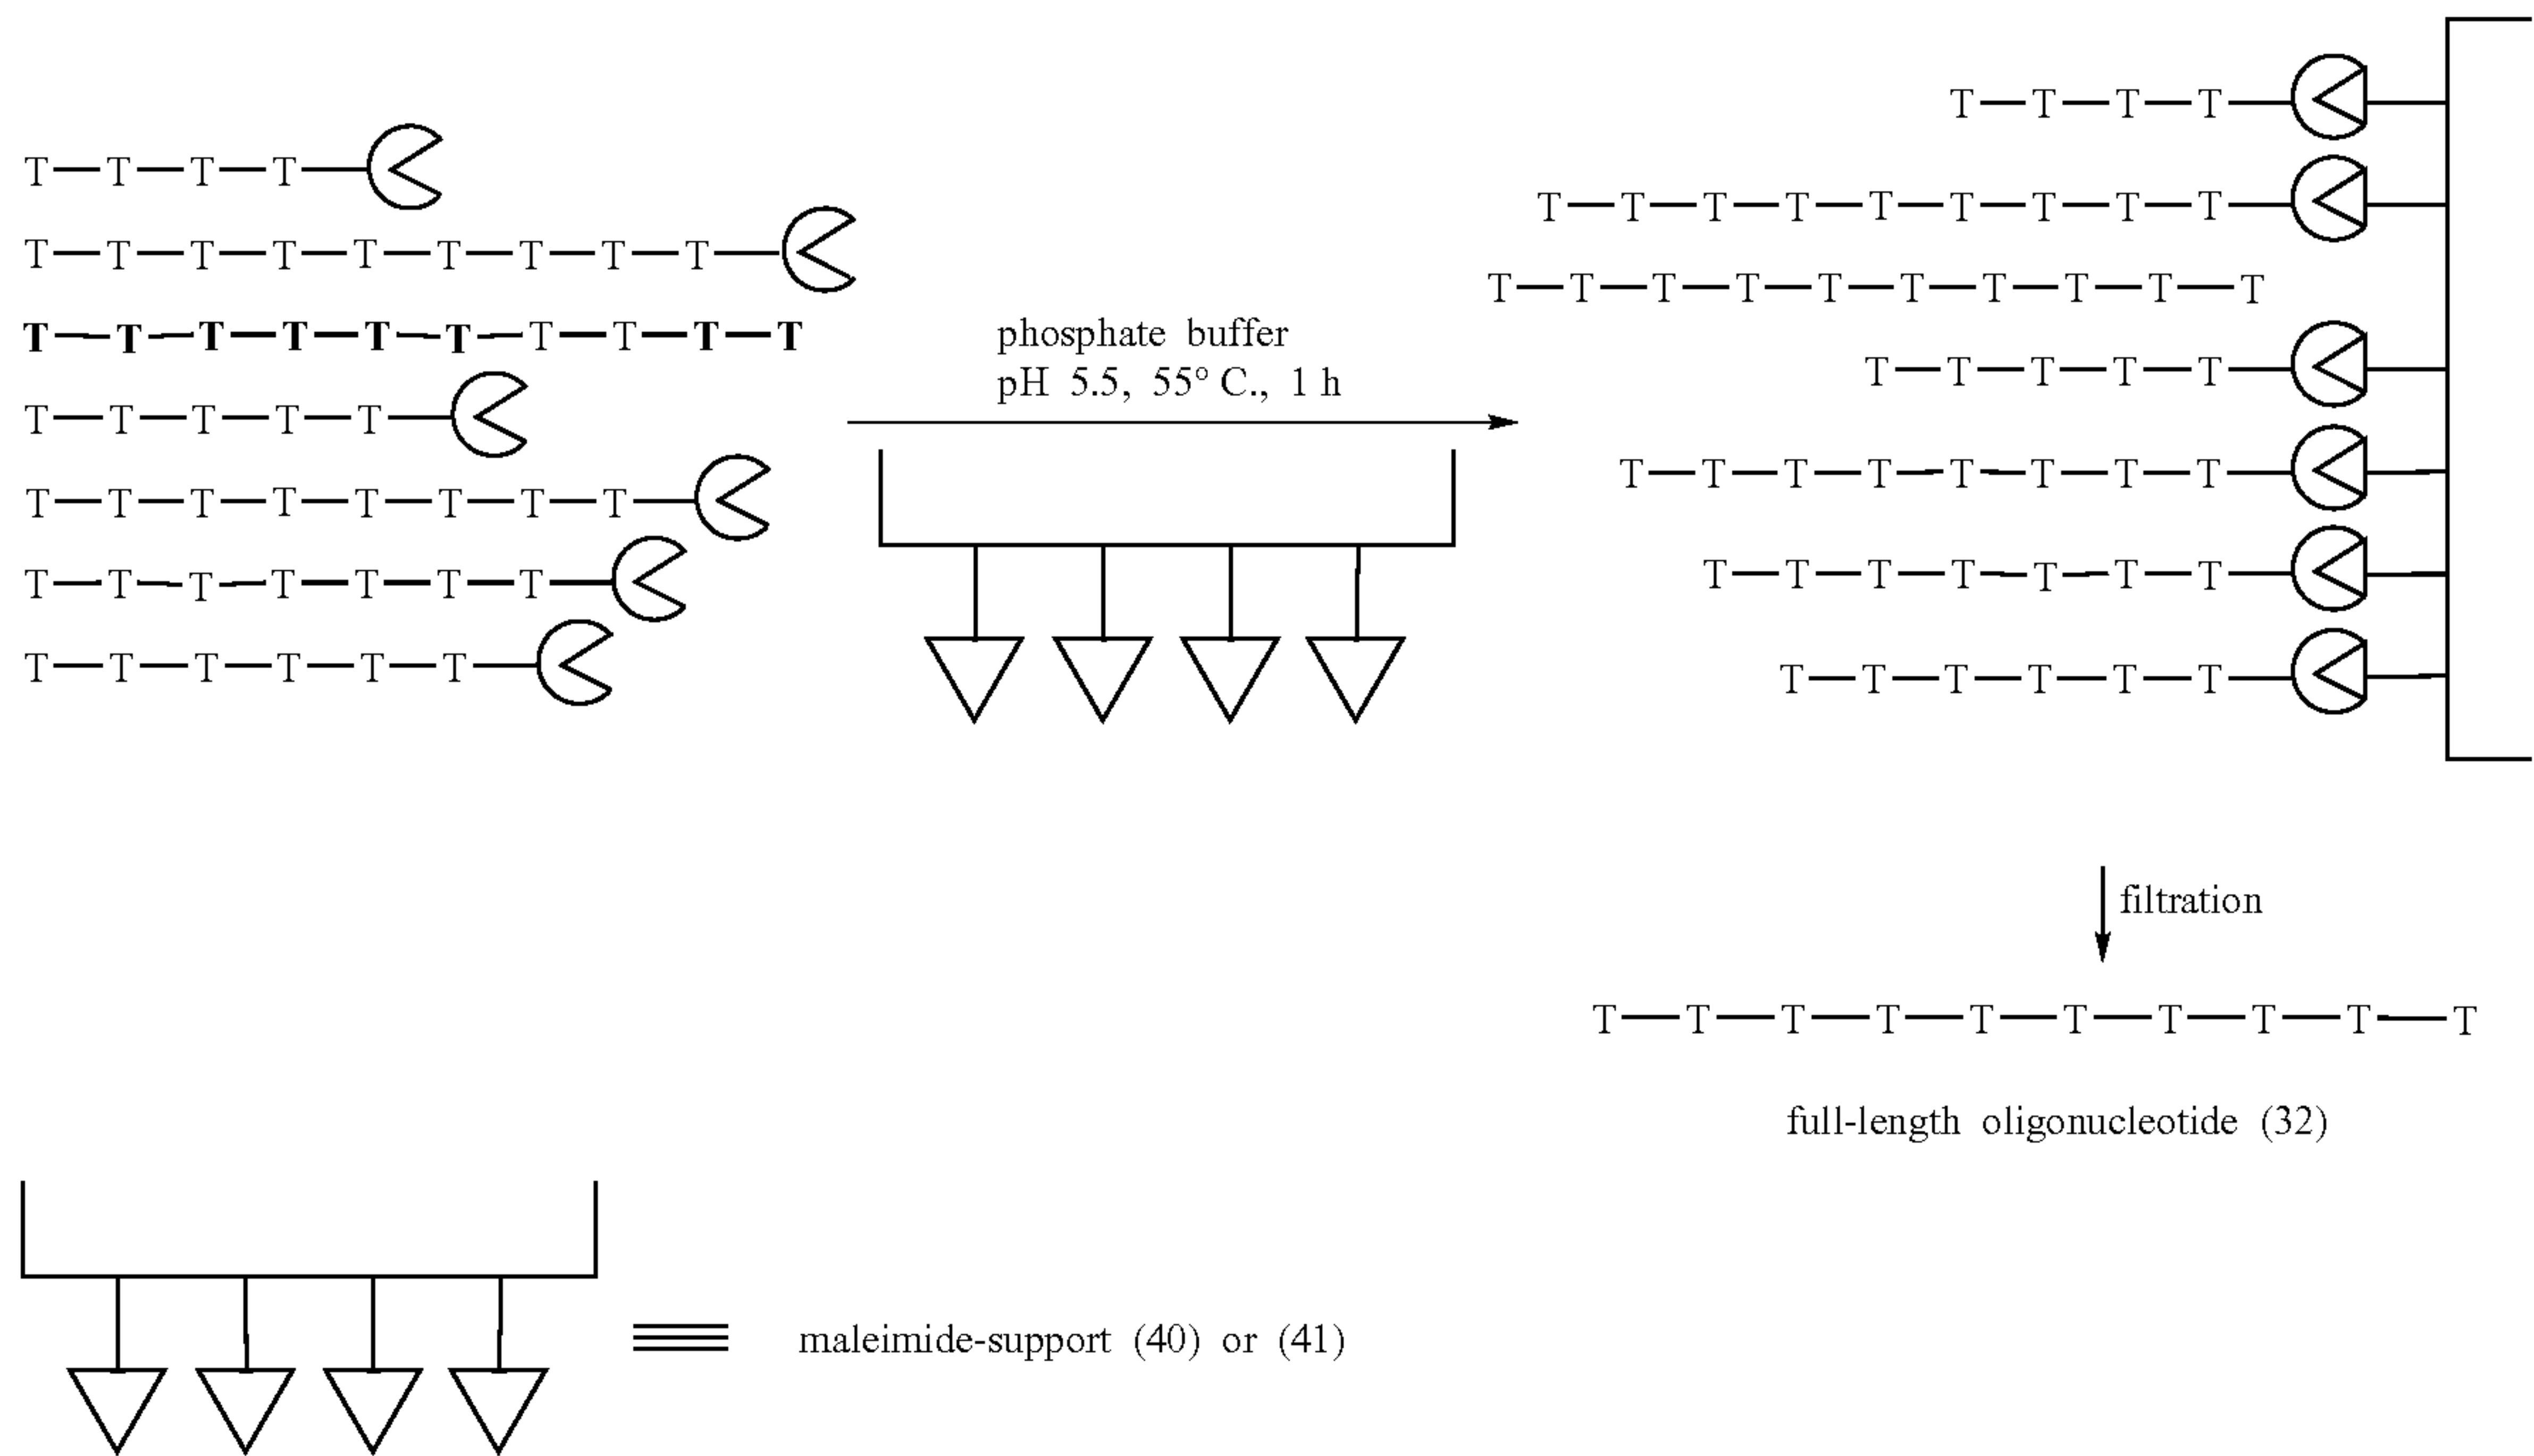 T—T—T—T
T—T—T—T—T—T—T—T—T
T—T—T—T—T—T—T—T—T—T
T—T—T—T—T
T—T—T—T—T—T—T—T
T—T—T—T—T—T—T
T—T—T—T—T—T
phosphate buffer
pH 5.5, 55° C., 1 h
T—T—T—T
T—T—T—T—T—T—T—T—T
T—T—T—T—T—T—T—T—T—T
T—T—T—T—T
T—T—T—T—T—T—T—T
T—T—T—T—T—T—T
T—T—T—T—T—T
filtration
T—T—T—T—T—T—T—T—T—T
full-length oligonucleotide (32)
maleimide-support (40) or (41)